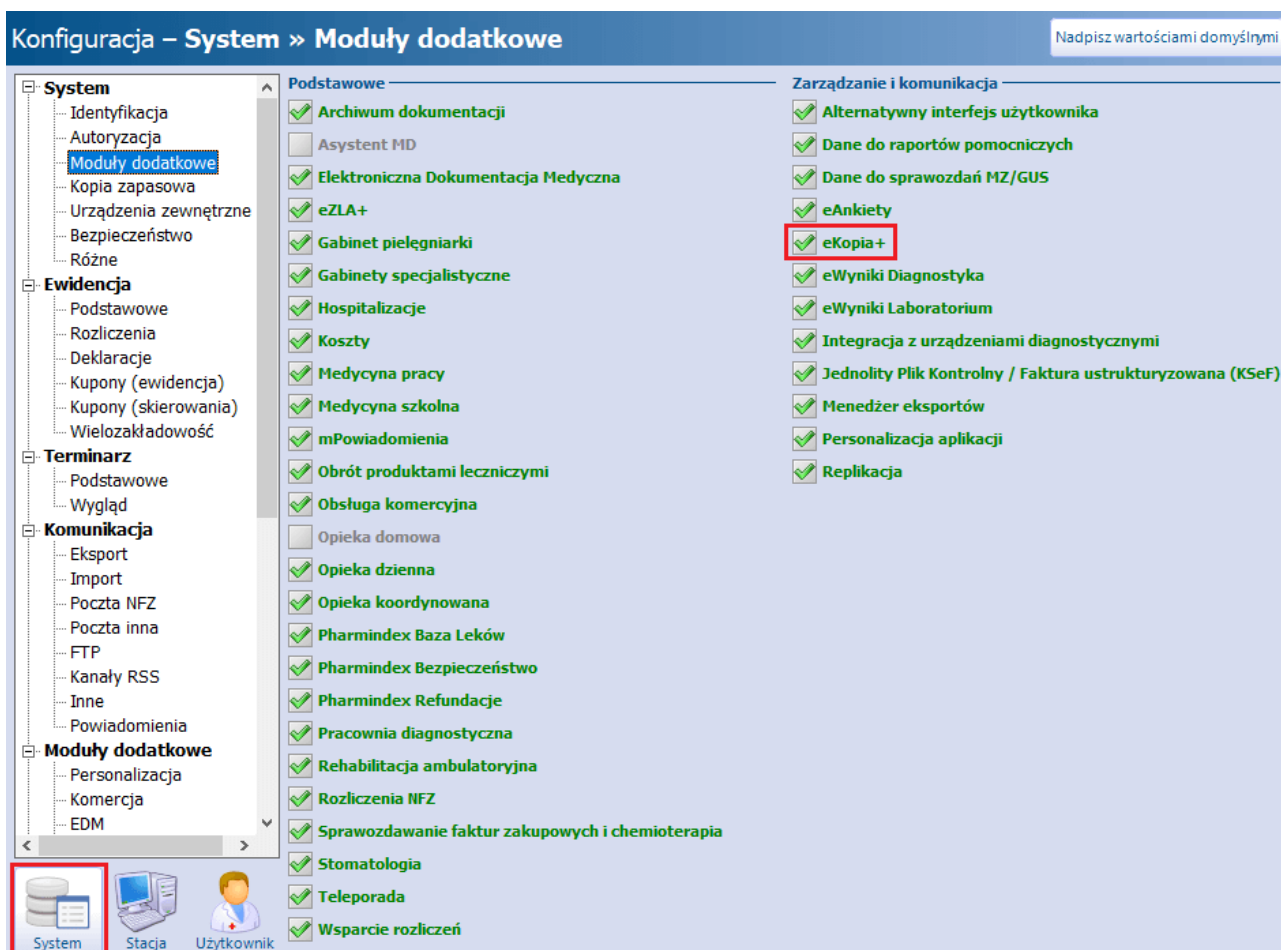 Konfiguracja – System » Moduły dodatkowe
Nadpisz wartościami domyślnymi
System
Identyfikacja
Autoryzacja
Moduły dodatkowe
Kopia zapasowa
Urządzenia zewnętrzne
Bezpieczeństwo
Różne
Ewidencja
Podstawowe
Rozliczenia
Deklaracje
Kupony (ewidencja)
Kupony (skierowania)
Wielozakładowość
Terminarz
Podstawowe
Wygląd
Komunikacja
Eksport
Import
Poczta NFZ
Poczta inna
FTP
Kanały RSS
Inne
Powiadomienia
Moduły dodatkowe
Personalizacja
Komercja
EDM
System
Stacja
Użytkownik
Podstawowe
Archiwum dokumentacji
Asystent MD
Elektroniczna Dokumentacja Medyczna
eZLA+
Gabinet pielęgniarki
Gabinety specjalistyczne
Hospitalizacje
Koszty
Medycyna pracy
Medycyna szkolna
mPowiadomienia
Obrót produktami leczniczymi
Obsługa komercyjna
Opieka domowa
Opieka dzienna
Opieka koordynowana
Pharmindex Baza Leków
Pharmindex Bezpieczeństwo
Pharmindex Refundacje
Pracownia diagnostyczna
Rehabilitacja ambulatoryjna
Rozliczenia NFZ
Sprawozdawanie faktur zakupowych i chemioterapia
Stomatologia
Teleporada
Wsparcie rozliczeń
Zarządzanie i komunikacja
Alternatywny interfejs użytkownika
Dane do raportów pomocniczych
Dane do sprawozdań MZ/GUS
eAnkiety
eKopia+
eWyniki Diagnostyka
eWyniki Laboratorium
Integracja z urządzeniami diagnostycznymi
Jednolity Plik Kontrolny / Faktura ustrukturyzowana (KSeF)
Menedżer eksportów
Personalizacja aplikacji
Replikacja